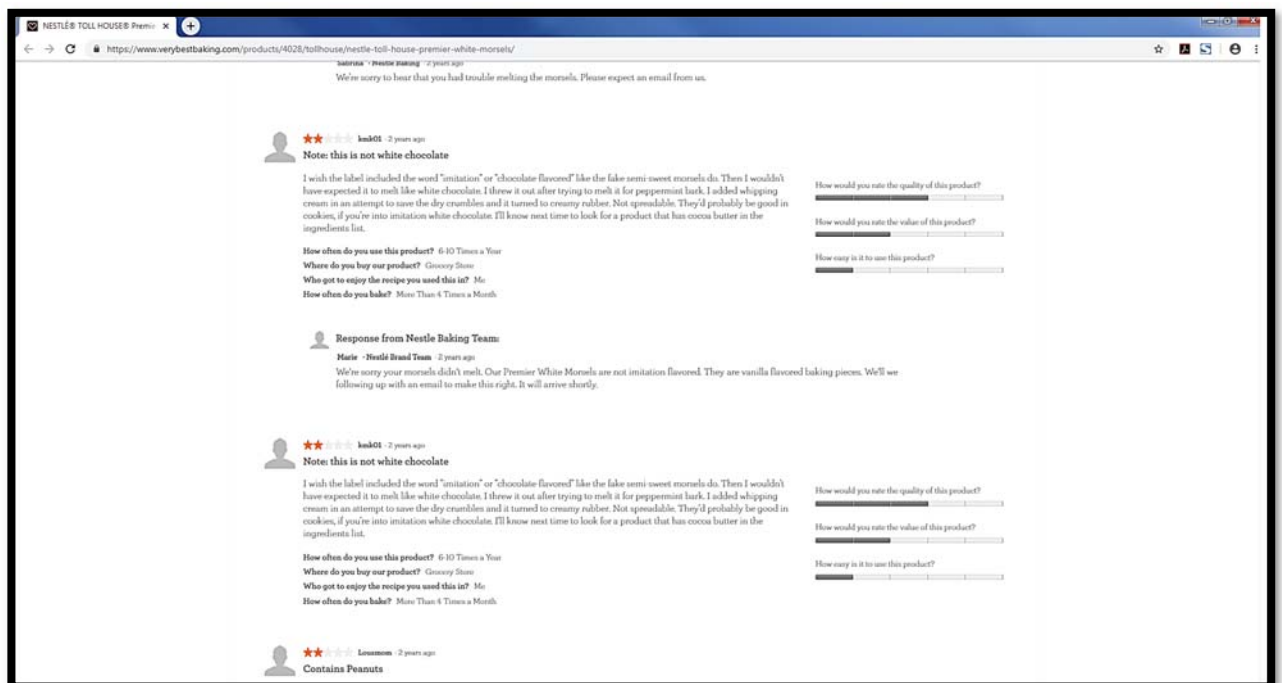 NESTLÉ® TOLL HOUSE® Premi
https://www.verybestbaking.com/products/4028/tollhouse/nestle-toll-house-premier-white-morsels/
Sabrina · Nestle Baking · 2 years ago
We're sorry to hear that you had trouble melting the morsels. Please expect an email from us.
kmk01 · 2 years ago
Note: this is not white chocolate
I wish the label included the word "imitation" or "chocolate flavored" like the fake semi-sweet morsels do. Then I wouldn't
have expected it to melt like white chocolate. I threw it out after trying to melt it for peppermint bark. I added whipping
cream in an attempt to save the dry crumbles and it turned to creamy rubber. Not spreadable. They'd probably be good in
cookies, if you're into imitation white chocolate. I'll know next time to look for a product that has cocoa butter in the
ingredients list.
How often do you use this product? 6-10 Times a Year
Where do you buy our product? Grocery Store
Who got to enjoy the recipe you used this in? Me
How often do you bake? More Than 4 Times a Month
How would you rate the quality of this product?
How would you rate the value of this product?
How easy is it to use this product?
Response from Nestle Baking Team:
Marie · Nestlé Brand Team · 2 years ago
We're sorry your morsels didn't melt. Our Premier White Morsels are not imitation flavored. They are vanilla flavored baking pieces. We'll we
following up with an email to make this right. It will arrive shortly.
kmk01 · 2 years ago
Note: this is not white chocolate
I wish the label included the word "imitation" or "chocolate flavored" like the fake semi-sweet morsels do. Then I wouldn't
have expected it to melt like white chocolate. I threw it out after trying to melt it for peppermint bark. I added whipping
cream in an attempt to save the dry crumbles and it turned to creamy rubber. Not spreadable. They'd probably be good in
cookies, if you're into imitation white chocolate. I'll know next time to look for a product that has cocoa butter in the
ingredients list.
How often do you use this product? 6-10 Times a Year
Where do you buy our product? Grocery Store
Who got to enjoy the recipe you used this in? Me
How often do you bake? More Than 4 Times a Month
How would you rate the quality of this product?
How would you rate the value of this product?
How easy is it to use this product?
Lousmom · 2 years ago
Contains Peanuts